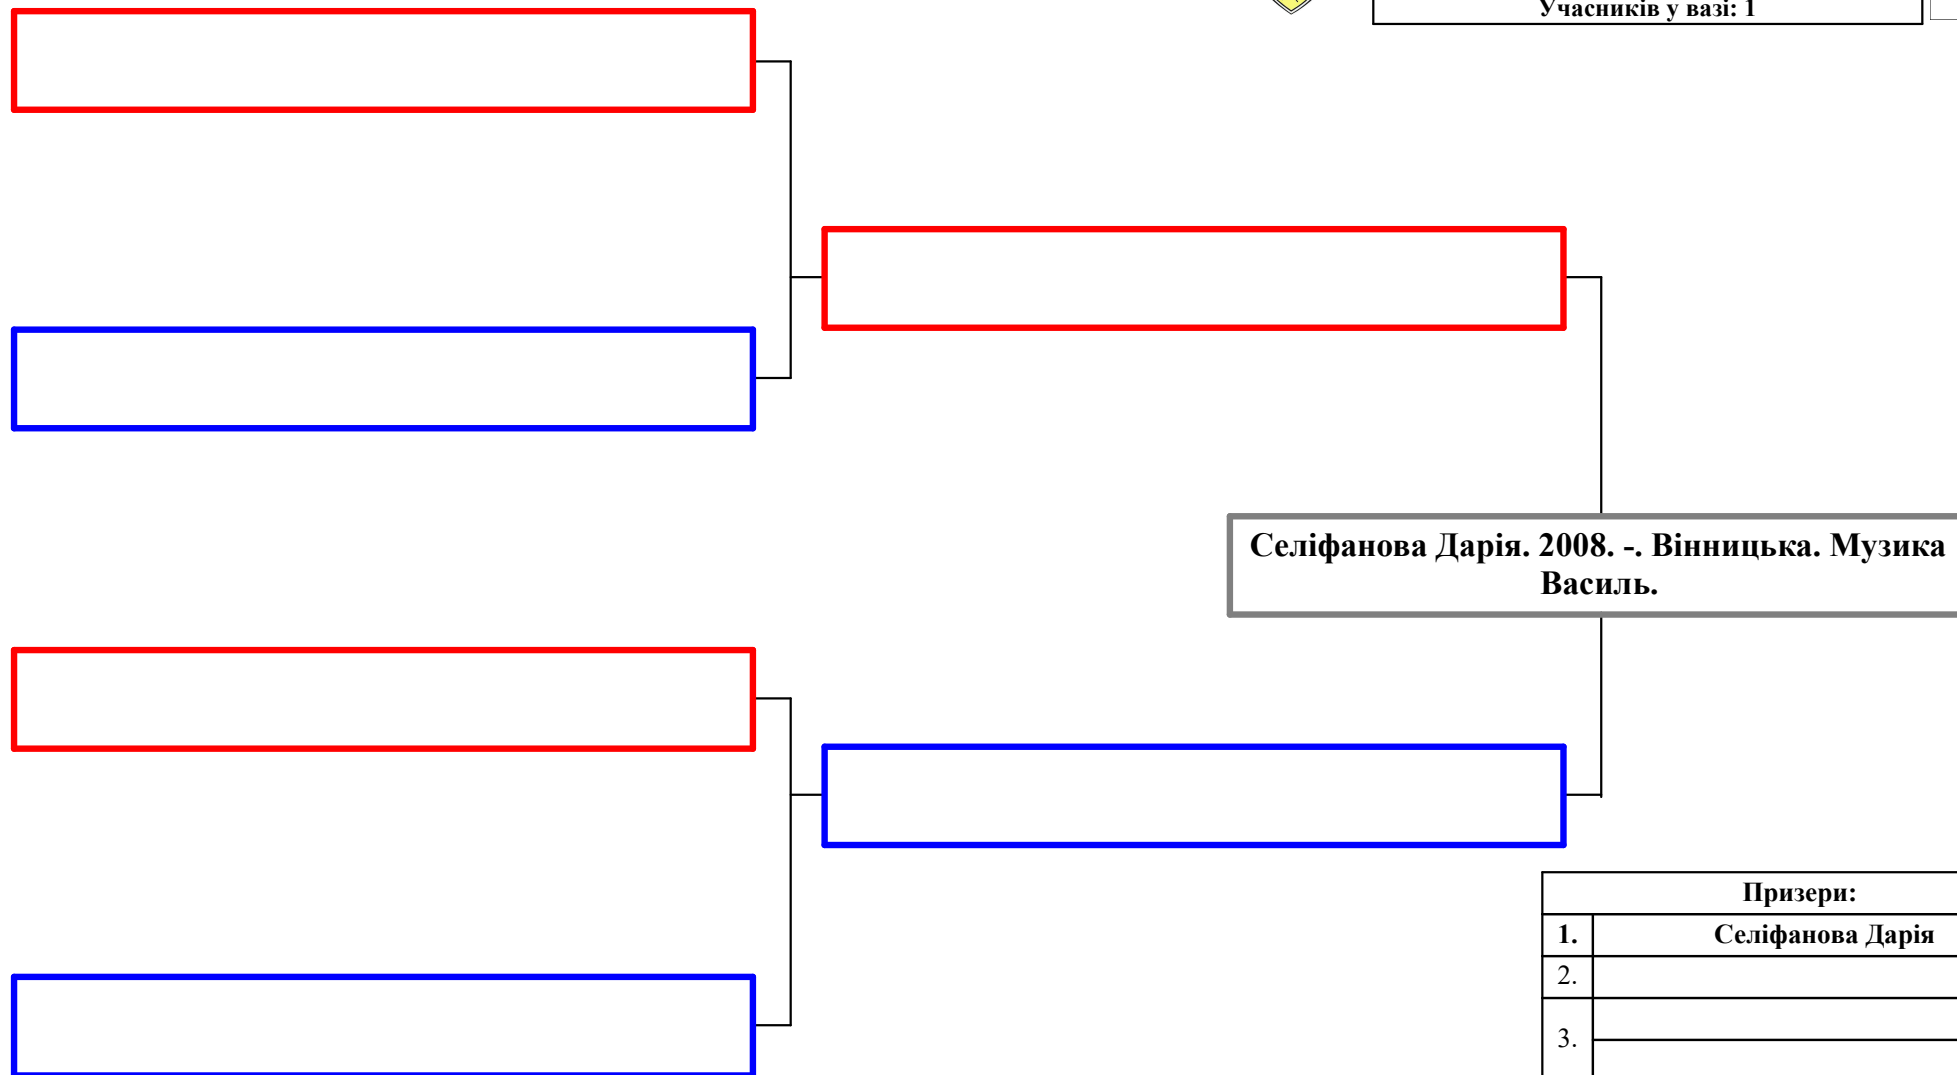 Учасників у вазі: 1
Селіфанова Дарія. 2008. -. Вінницька. Музика
Василь.
Призери:
1. Селіфанова Дарія
2.
3.